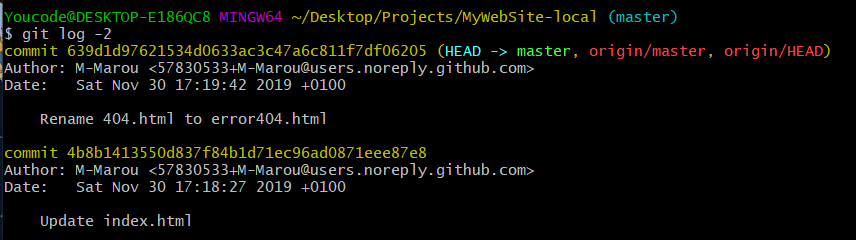 Youcode@DESKTOP-E186QC8 MINGW64 ~/Desktop/Projects/MyWebSite-local (master)
$ git log -2
commit 639d1d97621534d0633ac3c47a6c811f7df06205 (HEAD -> master, origin/master, origin/HEAD)
Author: M-Marou <57830533+M-Marou@users.noreply.github.com>
Date:   Sat Nov 30 17:19:42 2019 +0100
    Rename 404.html to error404.html
commit 4b8b1413550d837f84b1d71ec96ad0871eee87e8
Author: M-Marou <57830533+M-Marou@users.noreply.github.com>
Date:   Sat Nov 30 17:18:27 2019 +0100
    Update index.html